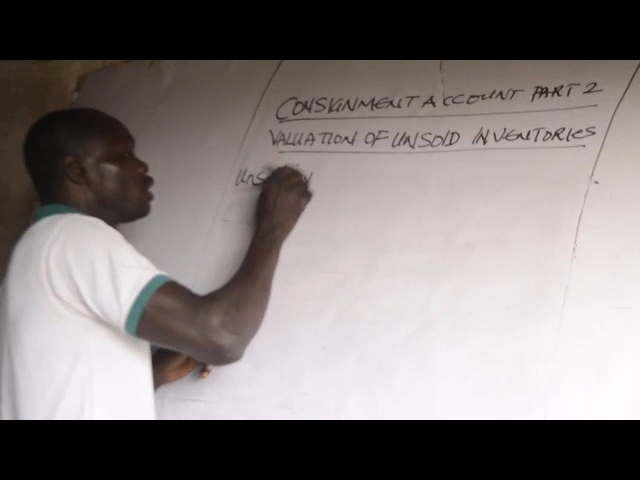 CONSIGNMENT ACCOUNT PART 2
VALUATION OF UNSOLD INVENTORIES